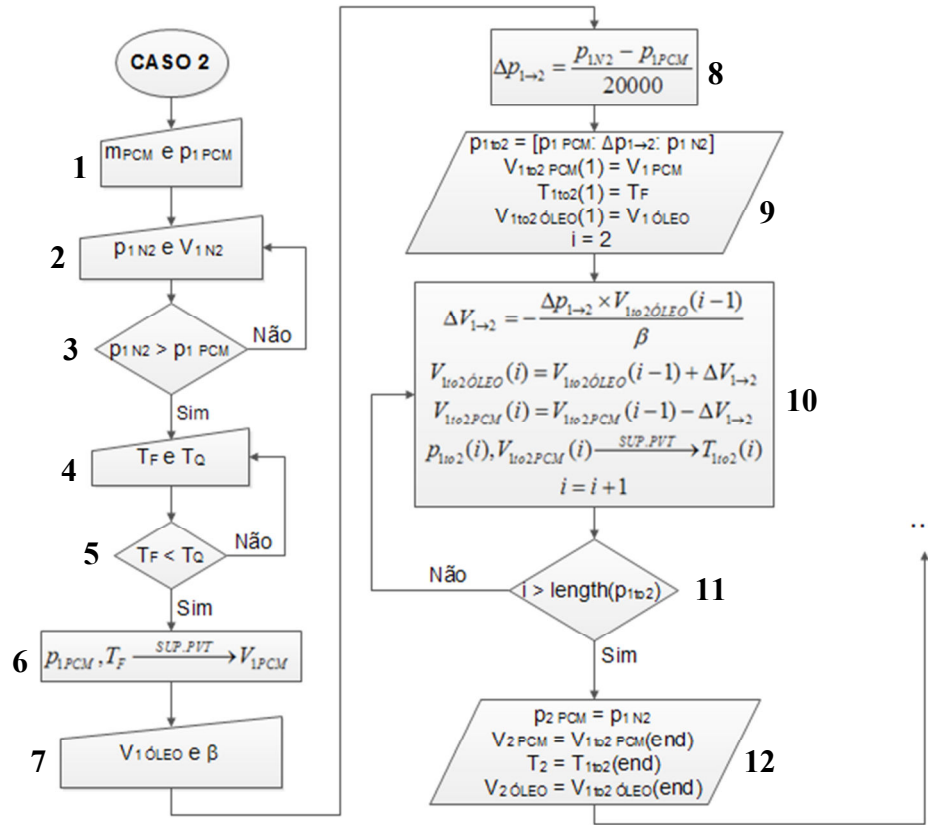 CASO 2
1
mPCM e p1 PCM
2
p1 N2 e V1 N2
3
p1 N2 > p1 PCM
Não
Sim
4
TF e TQ
5
TF < TQ
Não
Sim
6
p1PCM , TF SUP.PVT → V1PCM
7
V1 ÓLEO e β
8
Δp1→2 = p1N2 − p1PCM / 20000
9
p1to2 = [p1 PCM: Δp1→2: p1 N2]
V1to2 PCM(1) = V1 PCM
T1to2(1) = TF
V1to2 ÓLEO(1) = V1 ÓLEO
i = 2
10
ΔV1→2 = − Δp1→2 × V1to2ÓLEO(i−1) / β
V1to2ÓLEO(i) = V1to2ÓLEO(i−1) + ΔV1→2
V1to2PCM(i) = V1to2PCM(i−1) − ΔV1→2
p1to2(i), V1to2PCM(i) SUP.PVT → T1to2(i)
i = i + 1
11
i > length(p1to2)
Não
Sim
12
p2 PCM = p1 N2
V2 PCM = V1to2 PCM(end)
T2 = T1to2(end)
V2 ÓLEO = V1to2 ÓLEO(end)
..